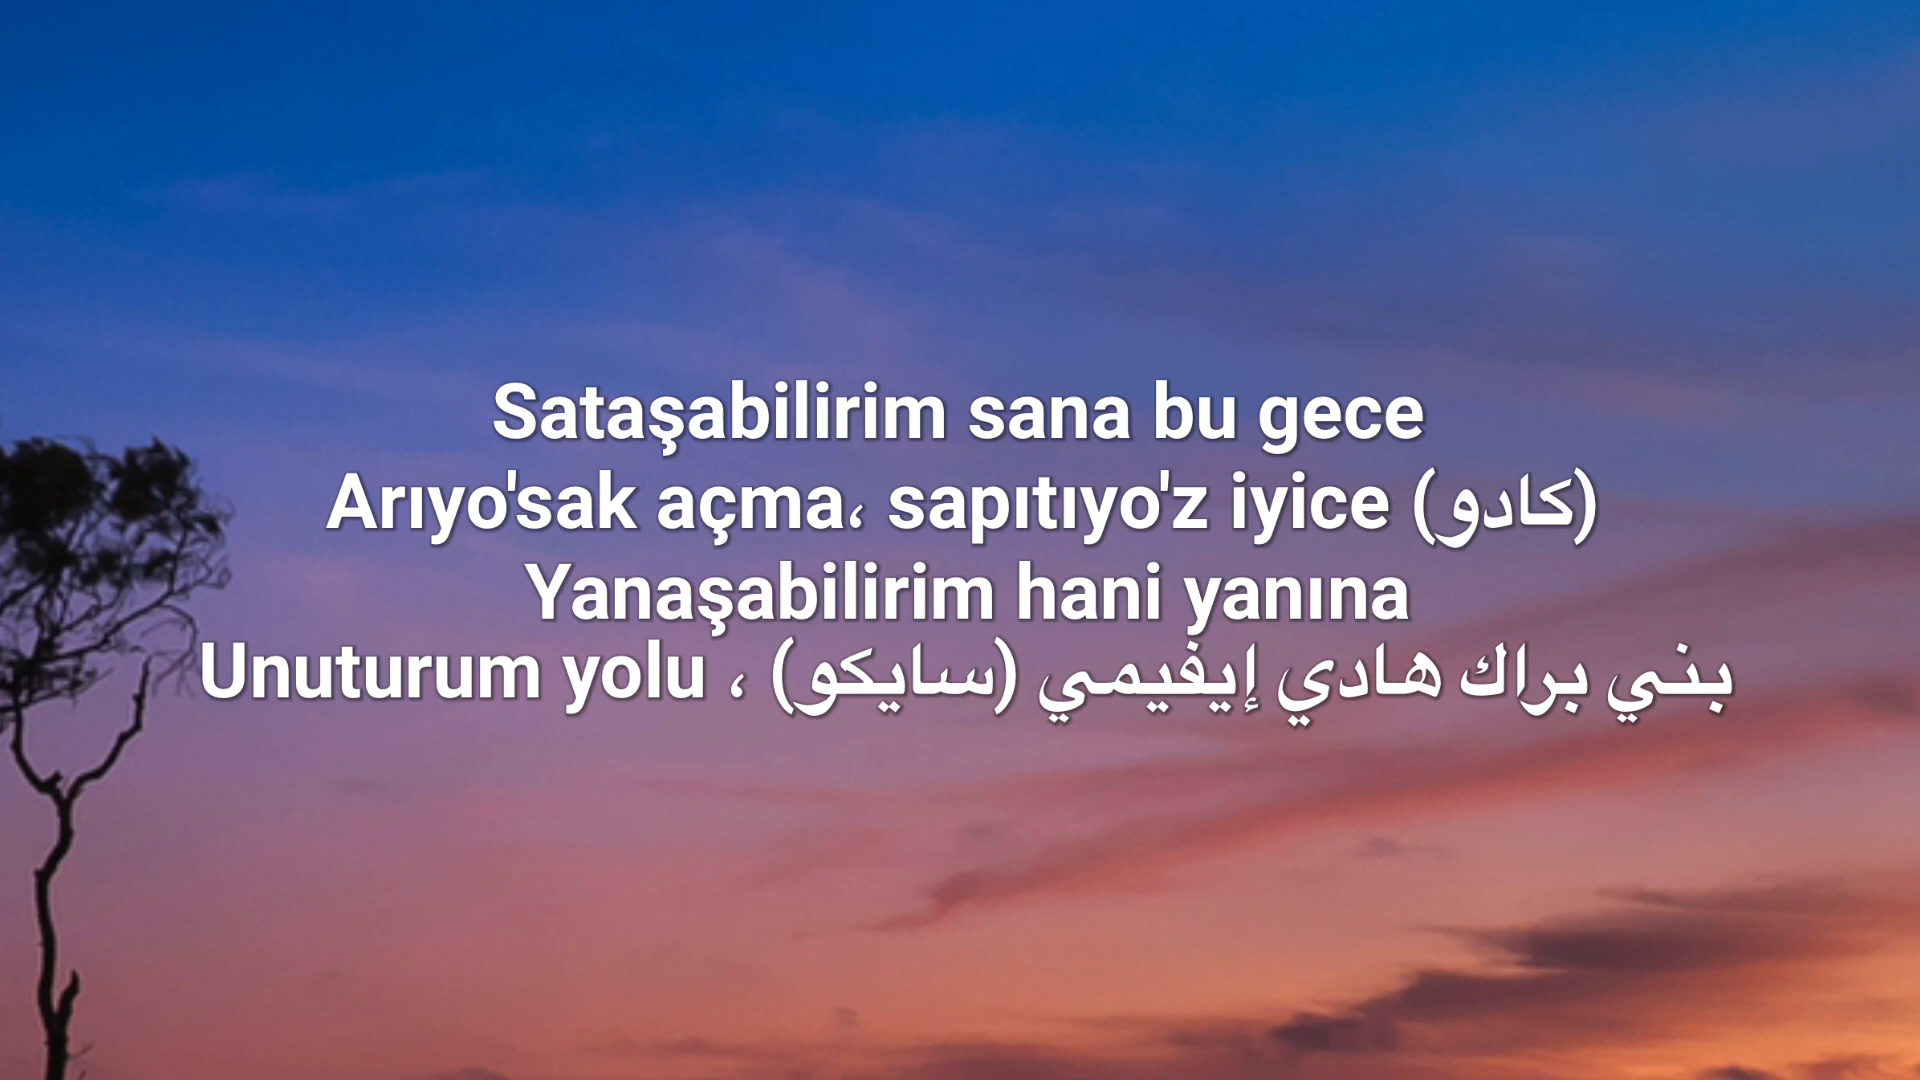 Sataşabilirim sana bu gece
Arıyo'sak açma، sapıtıyo'z iyice (كادو)
Yanaşabilirim hani yanına
Unuturum yolu ، (سايكو) بني براك هادي إيفيمي